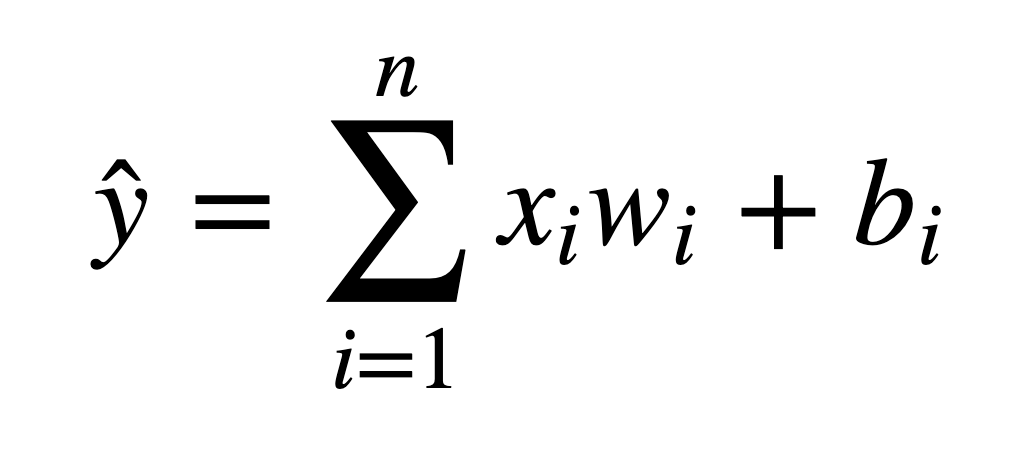 ŷ = ∑_{i=1}^{n} x_i w_i + b_i